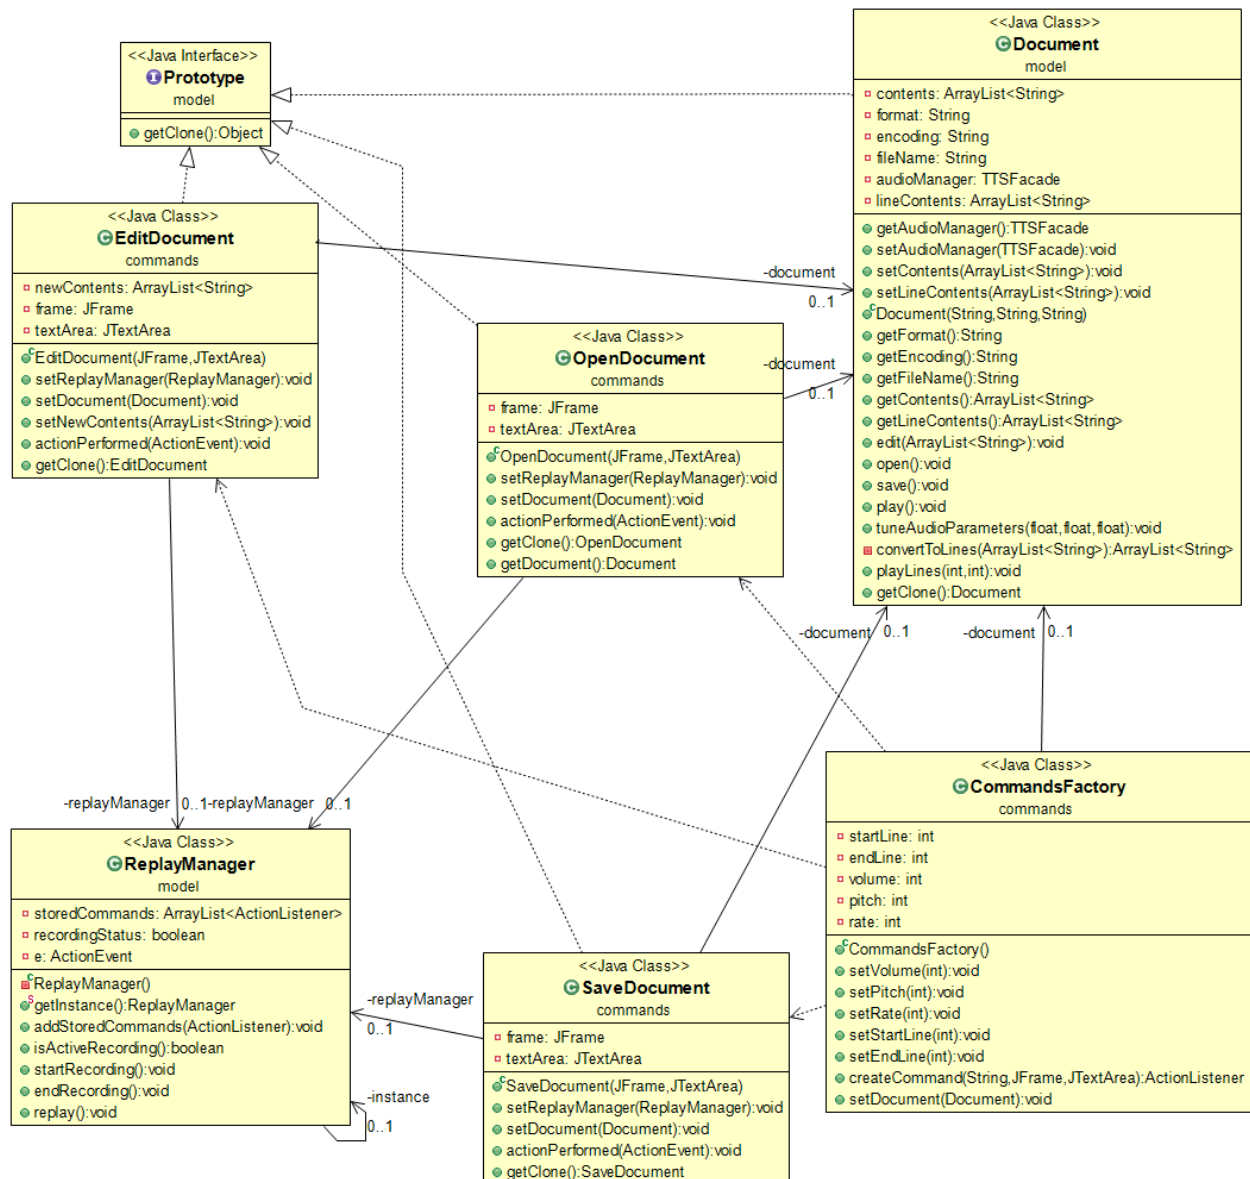 <<Java Interface>>
Prototype
model
getClone():Object
<<Java Class>>
Document
model
contents: ArrayList<String>
format: String
encoding: String
fileName: String
audioManager: TTSFacade
lineContents: ArrayList<String>
getAudioManager():TTSFacade
setAudioManager(TTSFacade):void
setContents(ArrayList<String>):void
setLineContents(ArrayList<String>):void
Document(String,String,String)
getFormat():String
getEncoding():String
getFileName():String
getContents():ArrayList<String>
getLineContents():ArrayList<String>
edit(ArrayList<String>):void
open():void
save():void
play():void
tuneAudioParameters(float,float,float):void
convertToLines(ArrayList<String>):ArrayList<String>
playLines(int,int):void
getClone():Document
<<Java Class>>
EditDocument
commands
newContents: ArrayList<String>
frame: JFrame
textArea: JTextArea
EditDocument(JFrame,JTextArea)
setReplayManager(ReplayManager):void
setDocument(Document):void
setNewContents(ArrayList<String>):void
actionPerformed(ActionEvent):void
getClone():EditDocument
-document
0..1
<<Java Class>>
OpenDocument
commands
frame: JFrame
textArea: JTextArea
OpenDocument(JFrame,JTextArea)
setReplayManager(ReplayManager):void
setDocument(Document):void
actionPerformed(ActionEvent):void
getClone():OpenDocument
getDocument():Document
-document
0..1
-document 0..1
-document 0..1
<<Java Class>>
CommandsFactory
commands
startLine: int
endLine: int
volume: int
pitch: int
rate: int
CommandsFactory()
setVolume(int):void
setPitch(int):void
setRate(int):void
setStartLine(int):void
setEndLine(int):void
createCommand(String,JFrame,JTextArea):ActionListener
setDocument(Document):void
-replayManager 0..1
-replayManager 0..1
<<Java Class>>
ReplayManager
model
storedCommands: ArrayList<ActionListener>
recordingStatus: boolean
e: ActionEvent
ReplayManager()
getInstance():ReplayManager
addStoredCommands(ActionListener):void
isActiveRecording():boolean
startRecording():void
endRecording():void
replay():void
-replayManager
0..1
-instance
0..1
<<Java Class>>
SaveDocument
commands
frame: JFrame
textArea: JTextArea
SaveDocument(JFrame,JTextArea)
setReplayManager(ReplayManager):void
setDocument(Document):void
actionPerformed(ActionEvent):void
getClone():SaveDocument